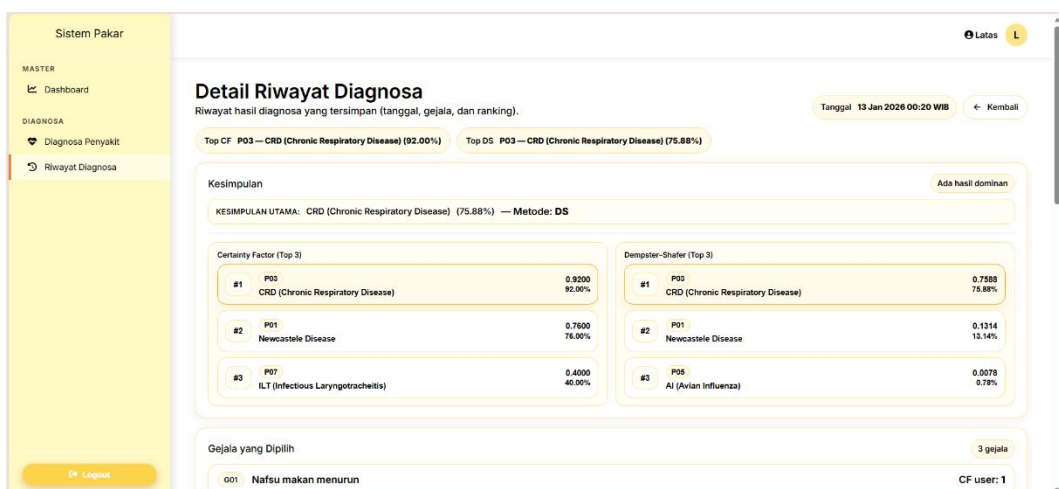 Sistem Pakar
Latas L
MASTER
Dashboard
DIAGNOSA
Diagnosa Penyakit
Riwayat Diagnosa
Logout
Detail Riwayat Diagnosa
Riwayat hasil diagnosa yang tersimpan (tanggal, gejala, dan ranking).
Tanggal 13 Jan 2026 00:20 WIB
← Kembali
Top CF P03 — CRD (Chronic Respiratory Disease) (92.00%)
Top DS P03 — CRD (Chronic Respiratory Disease) (75.88%)
Kesimpulan
Ada hasil dominan
KESIMPULAN UTAMA: CRD (Chronic Respiratory Disease) (75.88%) — Metode: DS
Certainty Factor (Top 3)
#1 P03 0.9200
CRD (Chronic Respiratory Disease) 92.00%
#2 P01 0.7600
Newcastele Disease 76.00%
#3 P07 0.4000
ILT (Infectious Laryngotracheitis) 40.00%
Dempster-Shafer (Top 3)
#1 P03 0.7588
CRD (Chronic Respiratory Disease) 75.88%
#2 P01 0.1314
Newcastele Disease 13.14%
#3 P05 0.0078
AI (Avian Influenza) 0.78%
Gejala yang Dipilih
3 gejala
G01 Nafsu makan menurun
CF user: 1